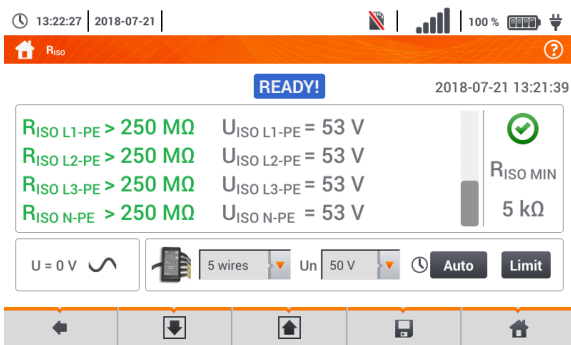 13:22:27 2018-07-21 100 %
RISO ?
READY! 2018-07-21 13:21:39
RISO L1-PE > 250 MΩ UISO L1-PE = 53 V
RISO L2-PE > 250 MΩ UISO L2-PE = 53 V
RISO L3-PE > 250 MΩ UISO L3-PE = 53 V
RISO N-PE > 250 MΩ UISO N-PE = 53 V
RISO MIN
5 kΩ
U = 0 V 5 wires Un 50 V Auto Limit